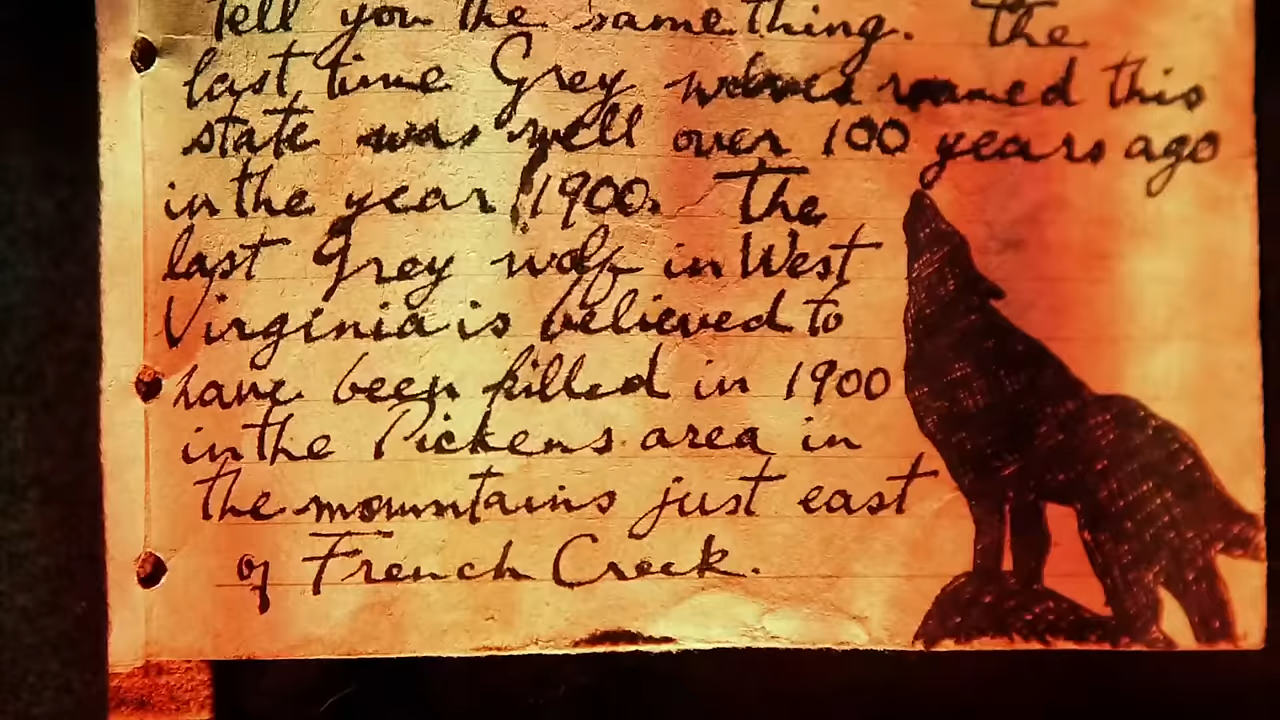 tell you the same thing. The
last time Grey wolves roamed this
state was well over 100 years ago
in the year 1900. The
last Grey wolf in West
Virginia is believed to
have been killed in 1900
in the Pickens area in
the mountains just east
of French Creek.